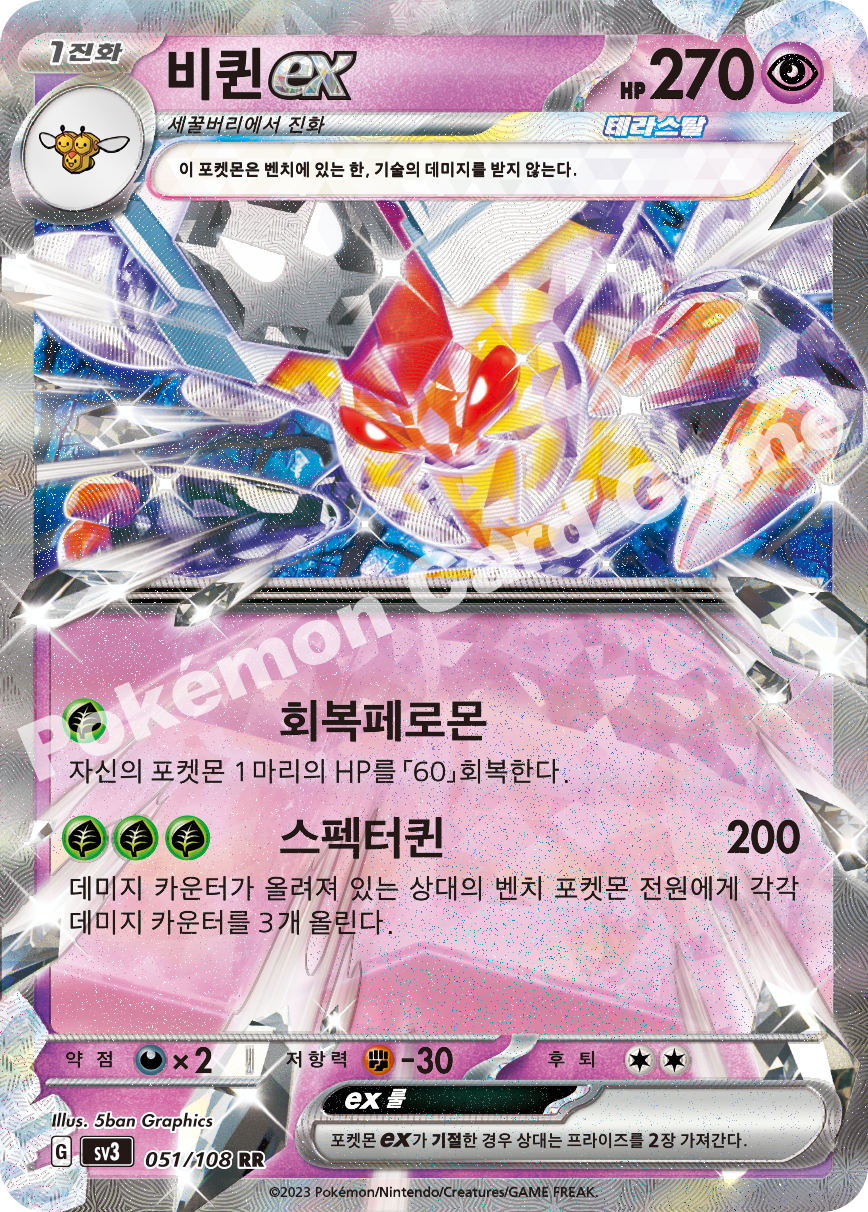 1진화 비퀸 ex HP 270
세꿀버리에서 진화 테라스탈
이 포켓몬은 벤치에 있는 한, 기술의 데미지를 받지 않는다.
Pokémon Card Game
회복페로몬
자신의 포켓몬 1마리의 HP를 「60」회복한다.
스펙터퀸 200
데미지 카운터가 올려져 있는 상대의 벤치 포켓몬 전원에게 각각
데미지 카운터를 3개 올린다.
약점 ×2 저항력 -30 후퇴
ex 룰
포켓몬 ex가 기절한 경우 상대는 프라이즈를 2장 가져간다.
Illus. 5ban Graphics
G sv3 051/108 RR
©2023 Pokémon/Nintendo/Creatures/GAME FREAK.